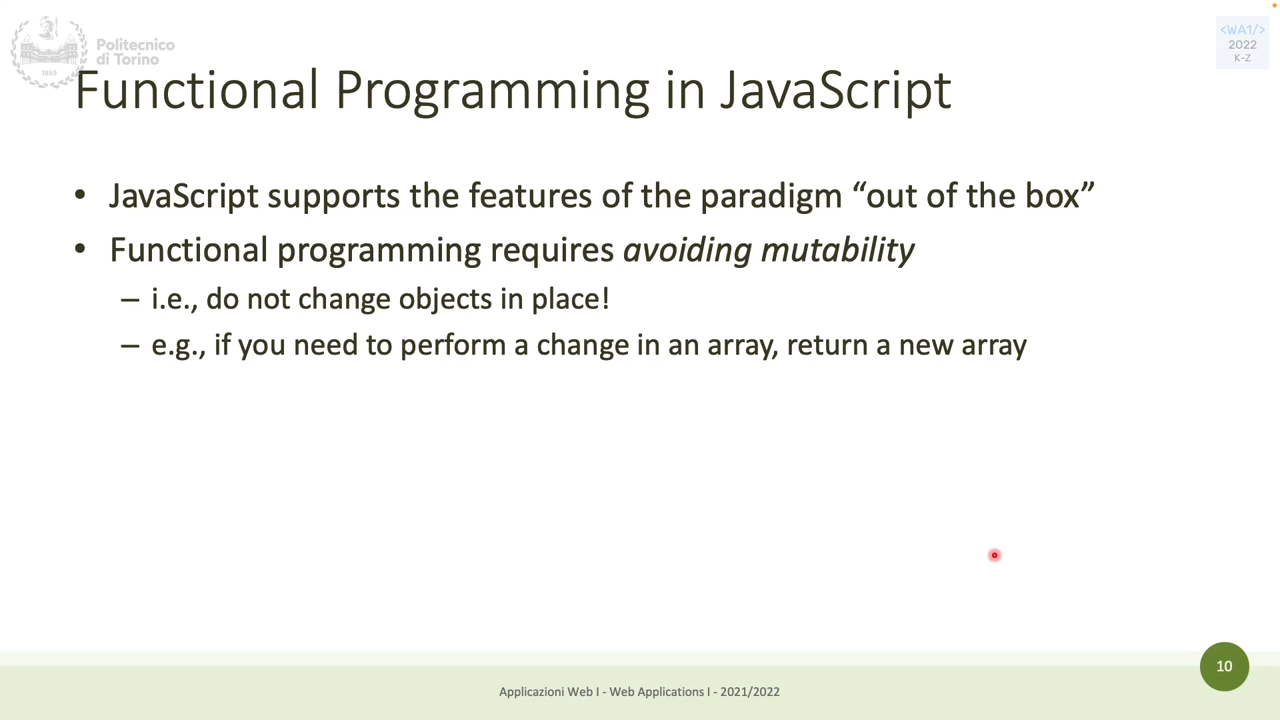 Politecnico
di Torino
1859
<WA1/>
2022
K-Z
Functional Programming in JavaScript
• JavaScript supports the features of the paradigm “out of the box”
• Functional programming requires avoiding mutability
– i.e., do not change objects in place!
– e.g., if you need to perform a change in an array, return a new array
10
Applicazioni Web I - Web Applications I - 2021/2022